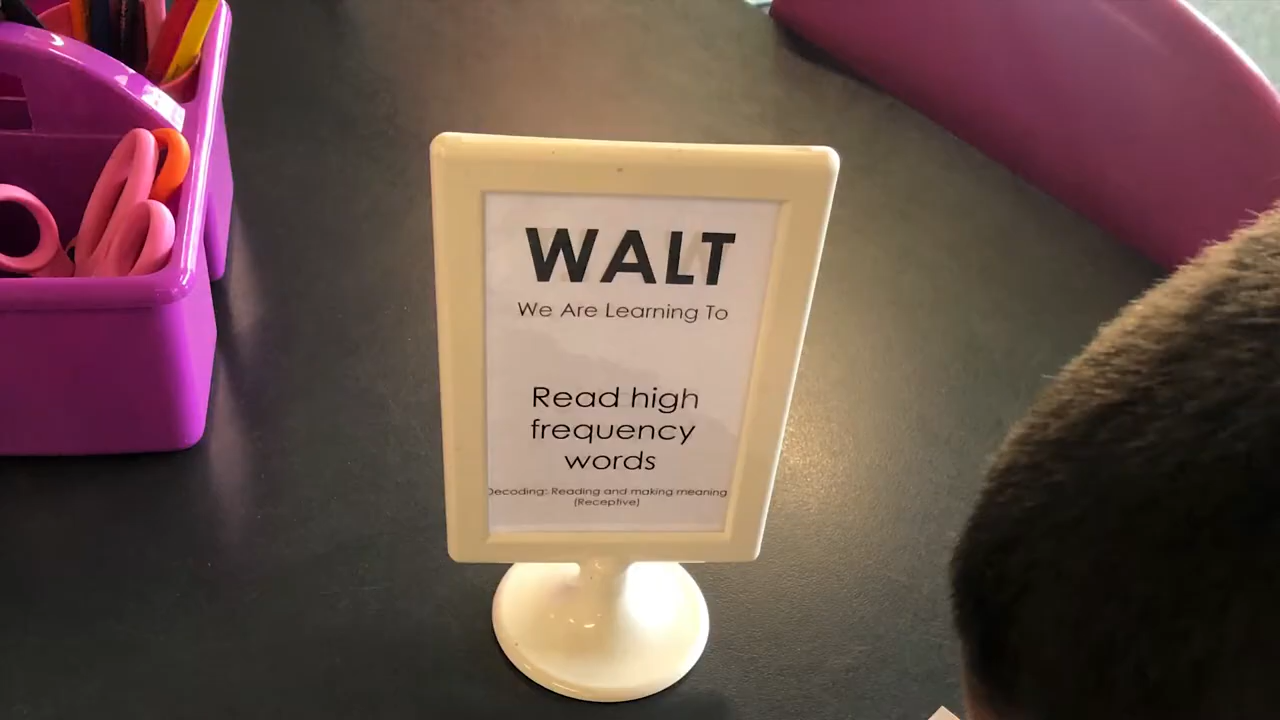 WALT
We Are Learning To
Read high
frequency
words
Decoding: Reading and making meaning
(Receptive)